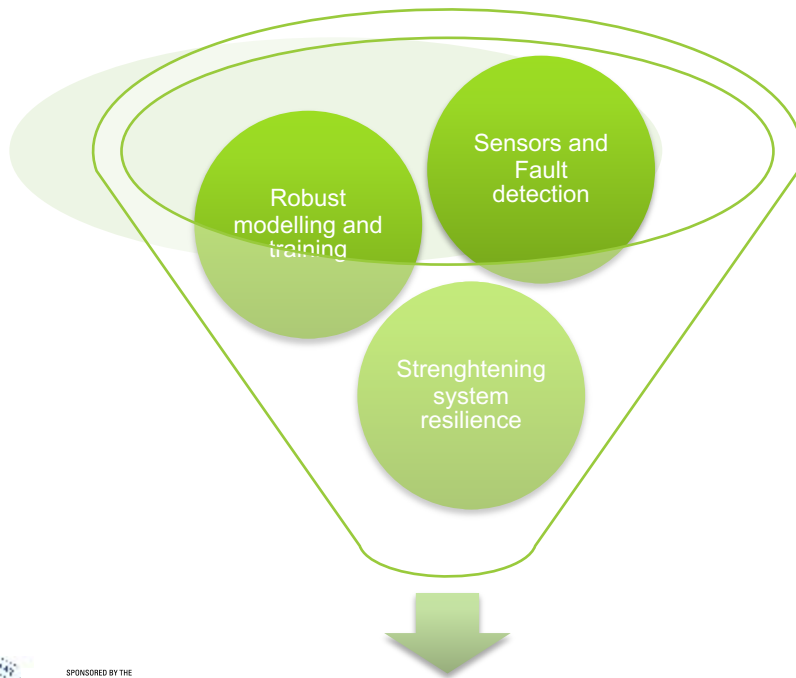 Sensors and
Fault
detection
Robust
modelling and
training
Strenghtening
system
resilience
SPONSORED BY THE